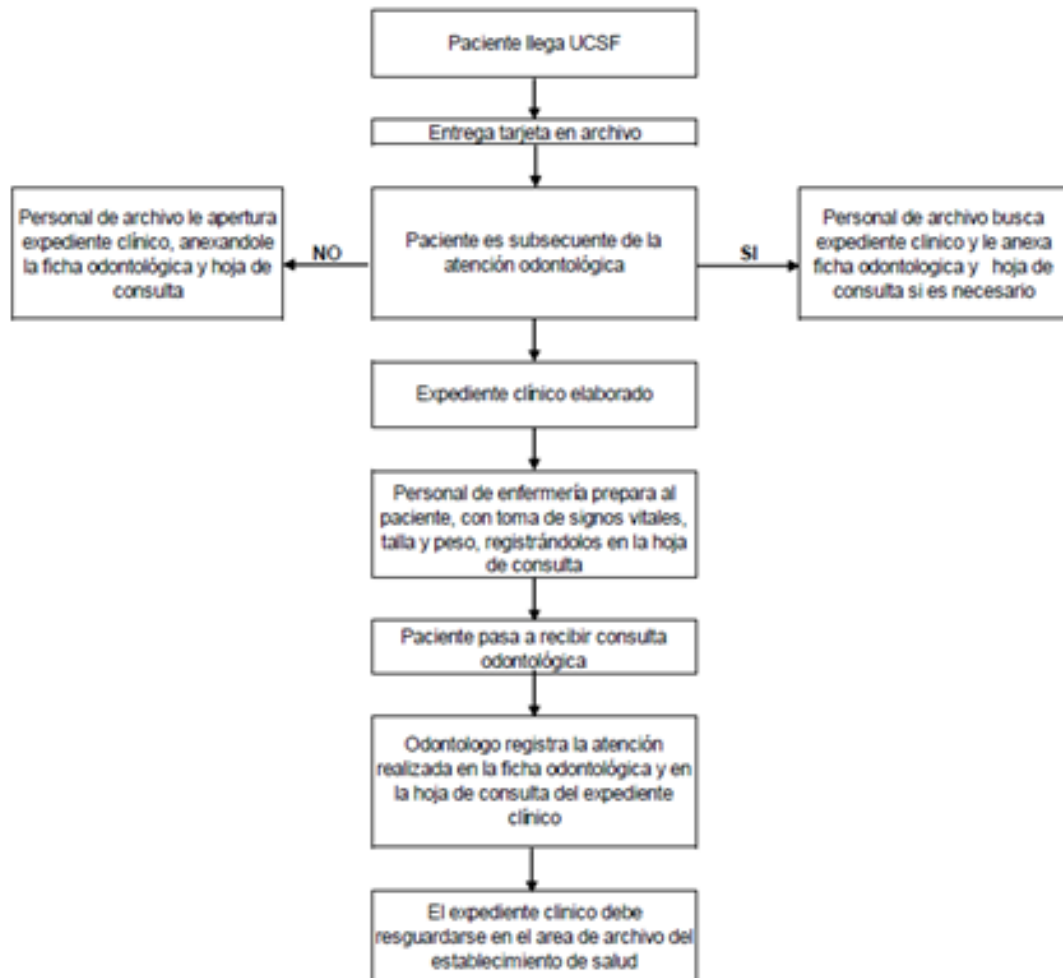 Paciente llega UCSF
Entrega tarjeta en archivo
Personal de archivo le apertura
expediente clínico, anexandole
la ficha odontológica y hoja de
consulta
NO
Paciente es subsecuente de la
atención odontológica
SI
Personal de archivo busca
expediente clinico y le anexa
ficha odontologica y hoja de
consulta si es necesario
Expediente clínico elaborado
Personal de enfermería prepara al
paciente, con toma de signos vitales,
talla y peso, registrándolos en la hoja
de consulta
Paciente pasa a recibir consulta
odontológica
Odontologo registra la atención
realizada en la ficha odontológica y en
la hoja de consulta del expediente
clínico
El expediente clínico debe
resguardarse en el area de archivo del
establecimiento de salud